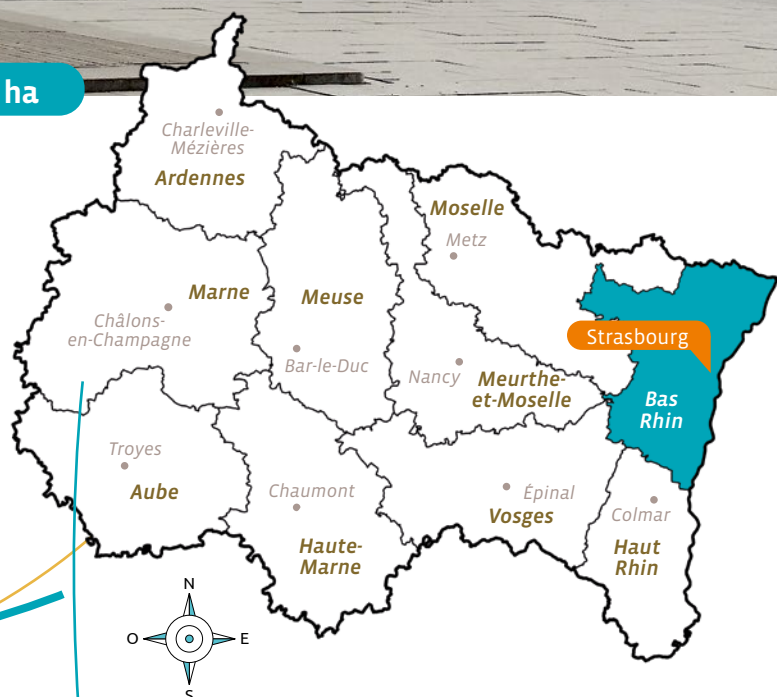 ha
Charleville-
Mézières
Ardennes
Moselle
Metz
Marne
Meuse
Châlons-
en-Champagne
Strasbourg
Bar-le-Duc
Nancy
Meurthe-
et-Moselle
Bas
Rhin
Troyes
Aube
Chaumont
Épinal
Vosges
Colmar
Haute-
Marne
Haut
Rhin
N
O
E
S